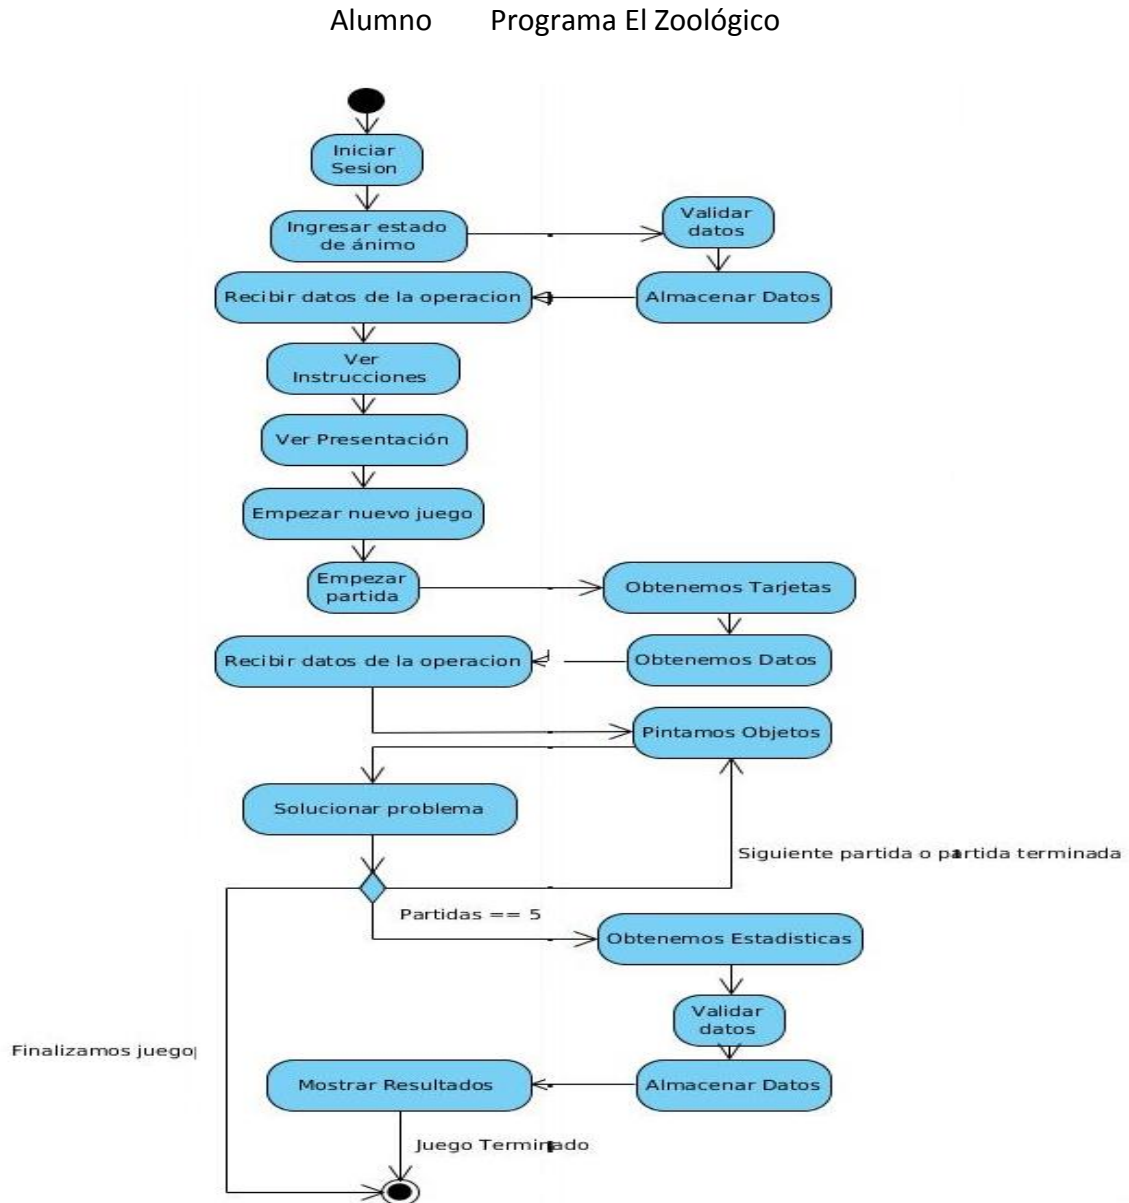 Alumno Programa El Zoológico
Iniciar
Sesion
Ingresar estado
de ánimo
Validar
datos
Recibir datos de la operacion
Almacenar Datos
Ver
Instrucciones
Ver Presentación
Empezar nuevo juego
Empezar
partida
Obtenemos Tarjetas
Recibir datos de la operacion
Obtenemos Datos
Pintamos Objetos
Solucionar problema
Siguiente partida o partida terminada
Partidas == 5
Obtenemos Estadisticas
Validar
datos
Finalizamos juego
Mostrar Resultados
Almacenar Datos
Juego Terminado